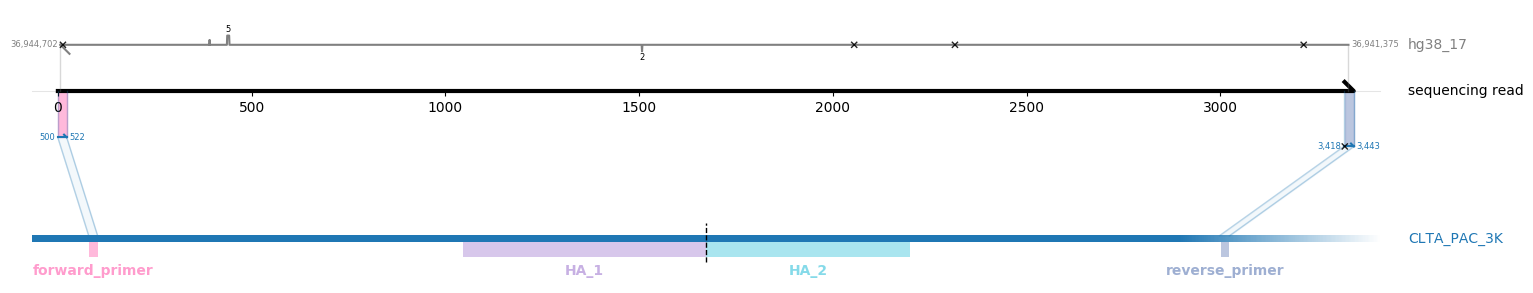 5
36,944,702 36,941,375 hg38_17
2
sequencing read
0 500 1000 1500 2000 2500 3000
500 522
3,418 3,443
CLTA_PAC_3K
forward_primer HA_1 HA_2 reverse_primer